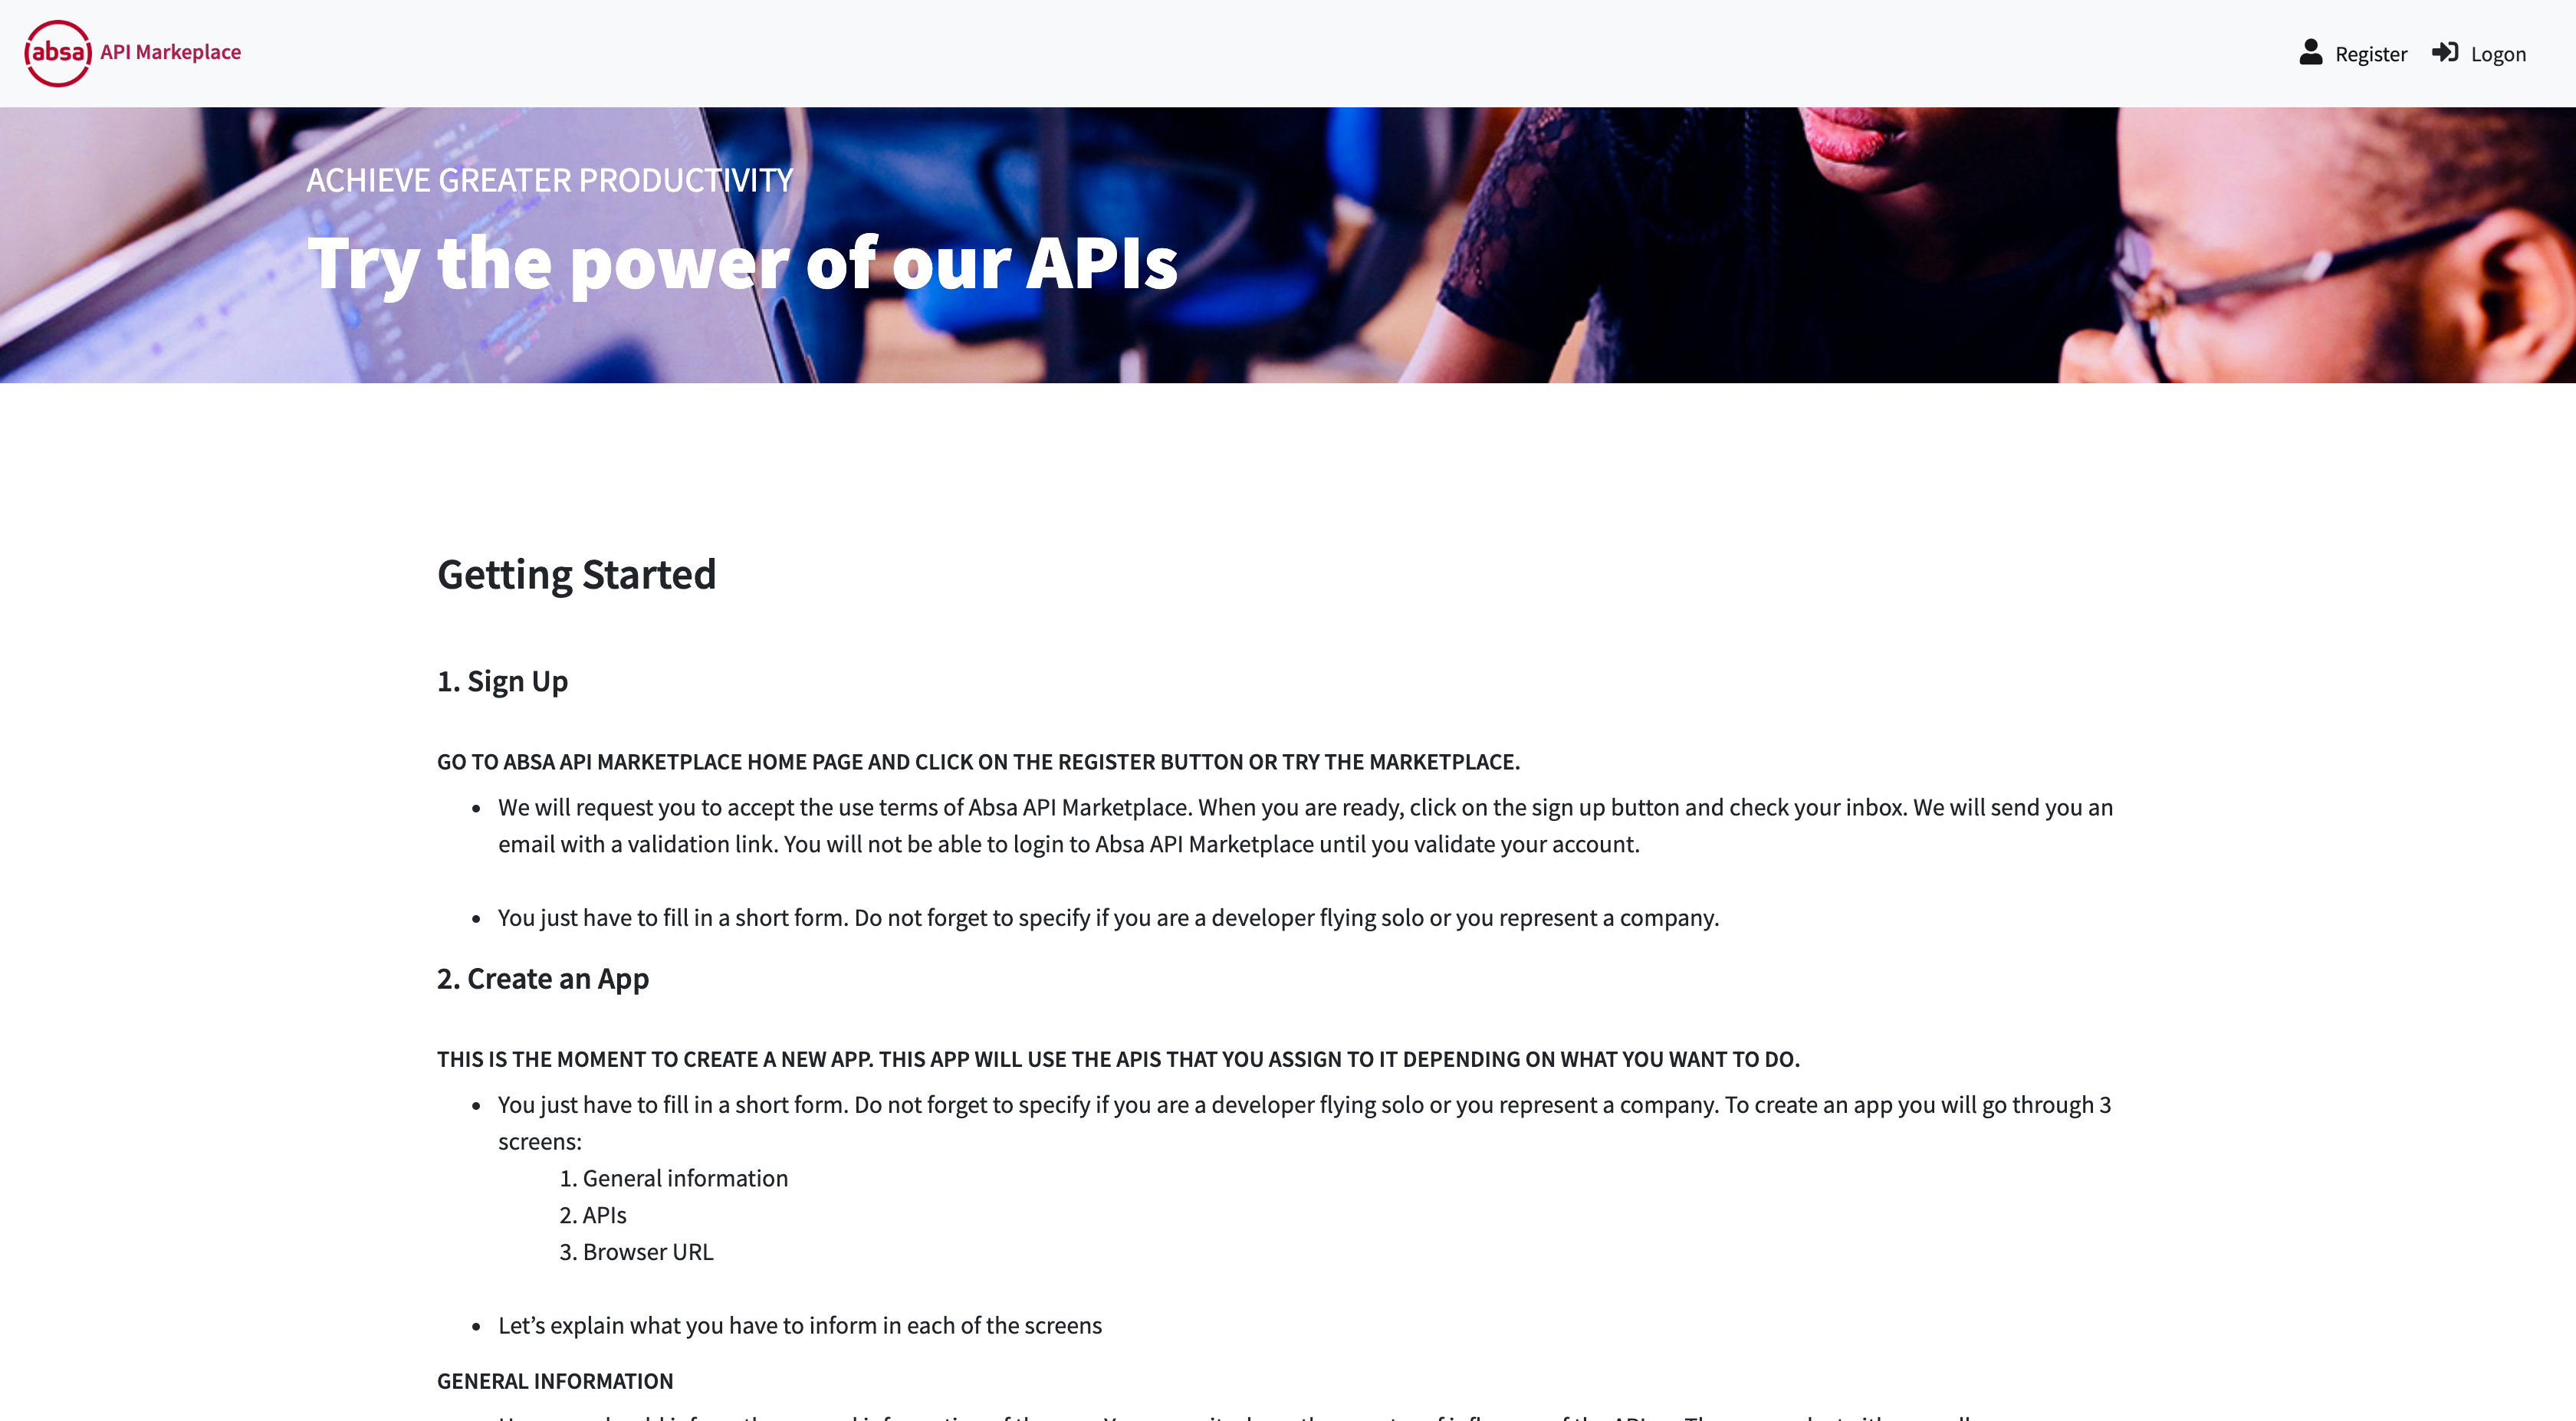 absa API Markeplace
Register
Logon
ACHIEVE GREATER PRODUCTIVITY
Try the power of our APIs
Getting Started
1. Sign Up
GO TO ABSA API MARKETPLACE HOME PAGE AND CLICK ON THE REGISTER BUTTON OR TRY THE MARKETPLACE.
• We will request you to accept the use terms of Absa API Marketplace. When you are ready, click on the sign up button and check your inbox. We will send you an
email with a validation link. You will not be able to login to Absa API Marketplace until you validate your account.
• You just have to fill in a short form. Do not forget to specify if you are a developer flying solo or you represent a company.
2. Create an App
THIS IS THE MOMENT TO CREATE A NEW APP. THIS APP WILL USE THE APIS THAT YOU ASSIGN TO IT DEPENDING ON WHAT YOU WANT TO DO.
• You just have to fill in a short form. Do not forget to specify if you are a developer flying solo or you represent a company. To create an app you will go through 3
screens:
1. General information
2. APIs
3. Browser URL
• Let’s explain what you have to inform in each of the screens
GENERAL INFORMATION